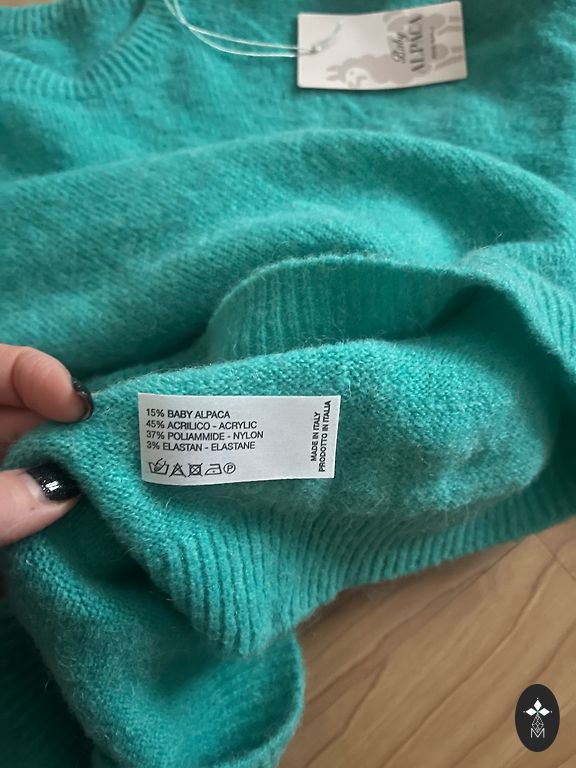 Baby
ALPACA
15% BABY ALPACA
45% ACRILICO - ACRYLIC
37% POLIAMMIDE - NYLON
3% ELASTAN - ELASTANE
P
MADE IN ITALY
PRODOTTO IN ITALIA
M